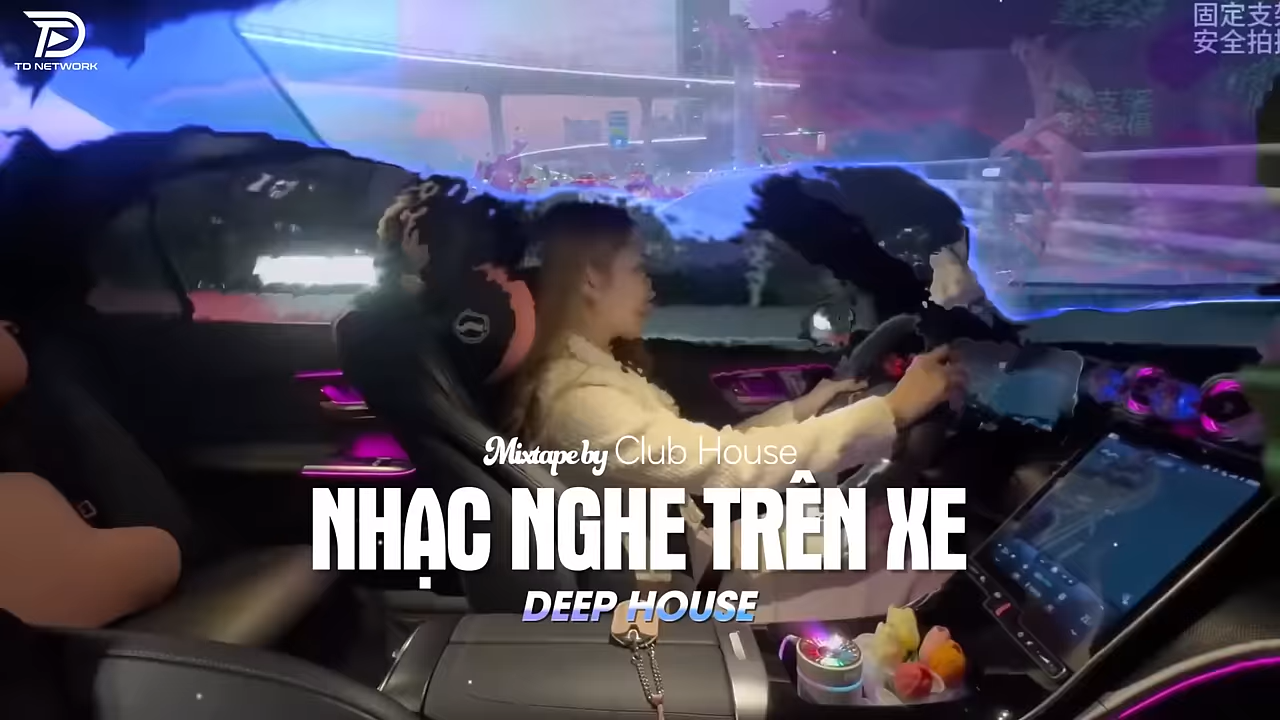 TD NETWORK
固定支架
安全拍摄
Mixtape by Club House
NHẠC NGHE TRÊN XE
DEEP HOUSE